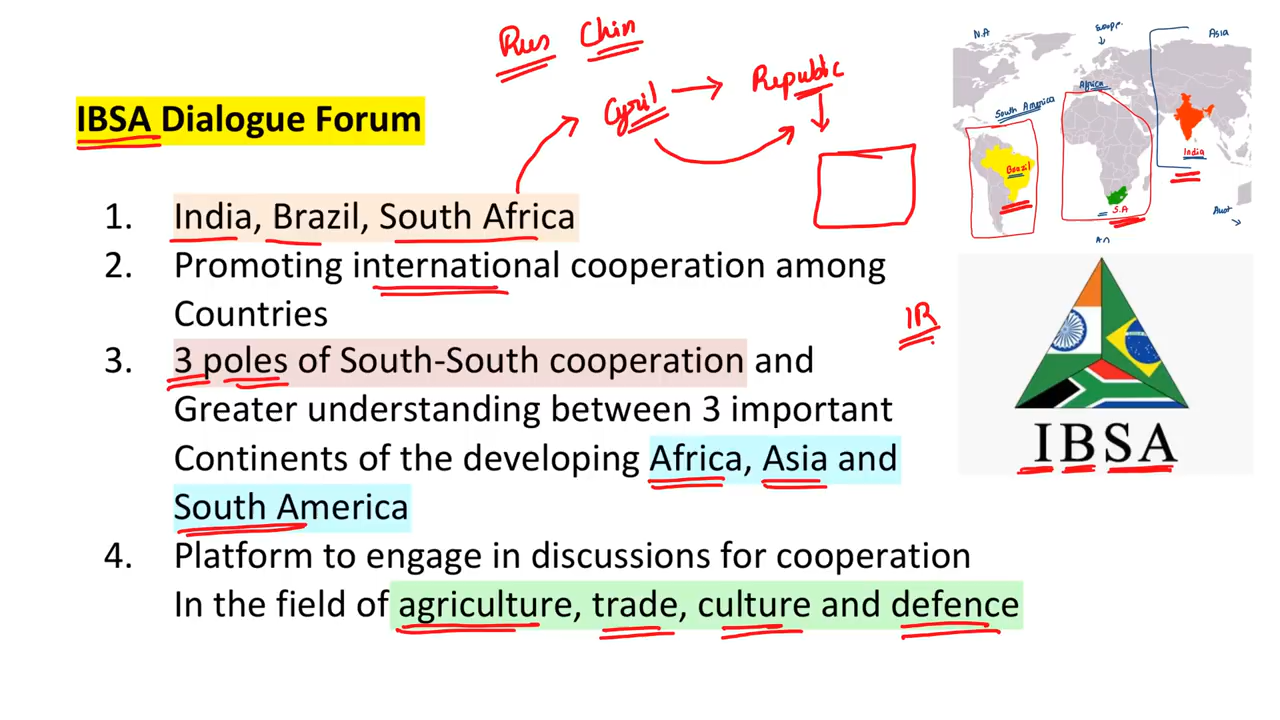 Rus Chin
Cyril → Republic
IBSA Dialogue Forum
1. India, Brazil, South Africa
2. Promoting international cooperation among
Countries
3. 3 poles of South-South cooperation and
Greater understanding between 3 important
Continents of the developing Africa, Asia and
South America
4. Platform to engage in discussions for cooperation
In the field of agriculture, trade, culture and defence
N.A
Asia
Africa
South America
India
Brazil
S.A
Aust
IR
IBSA